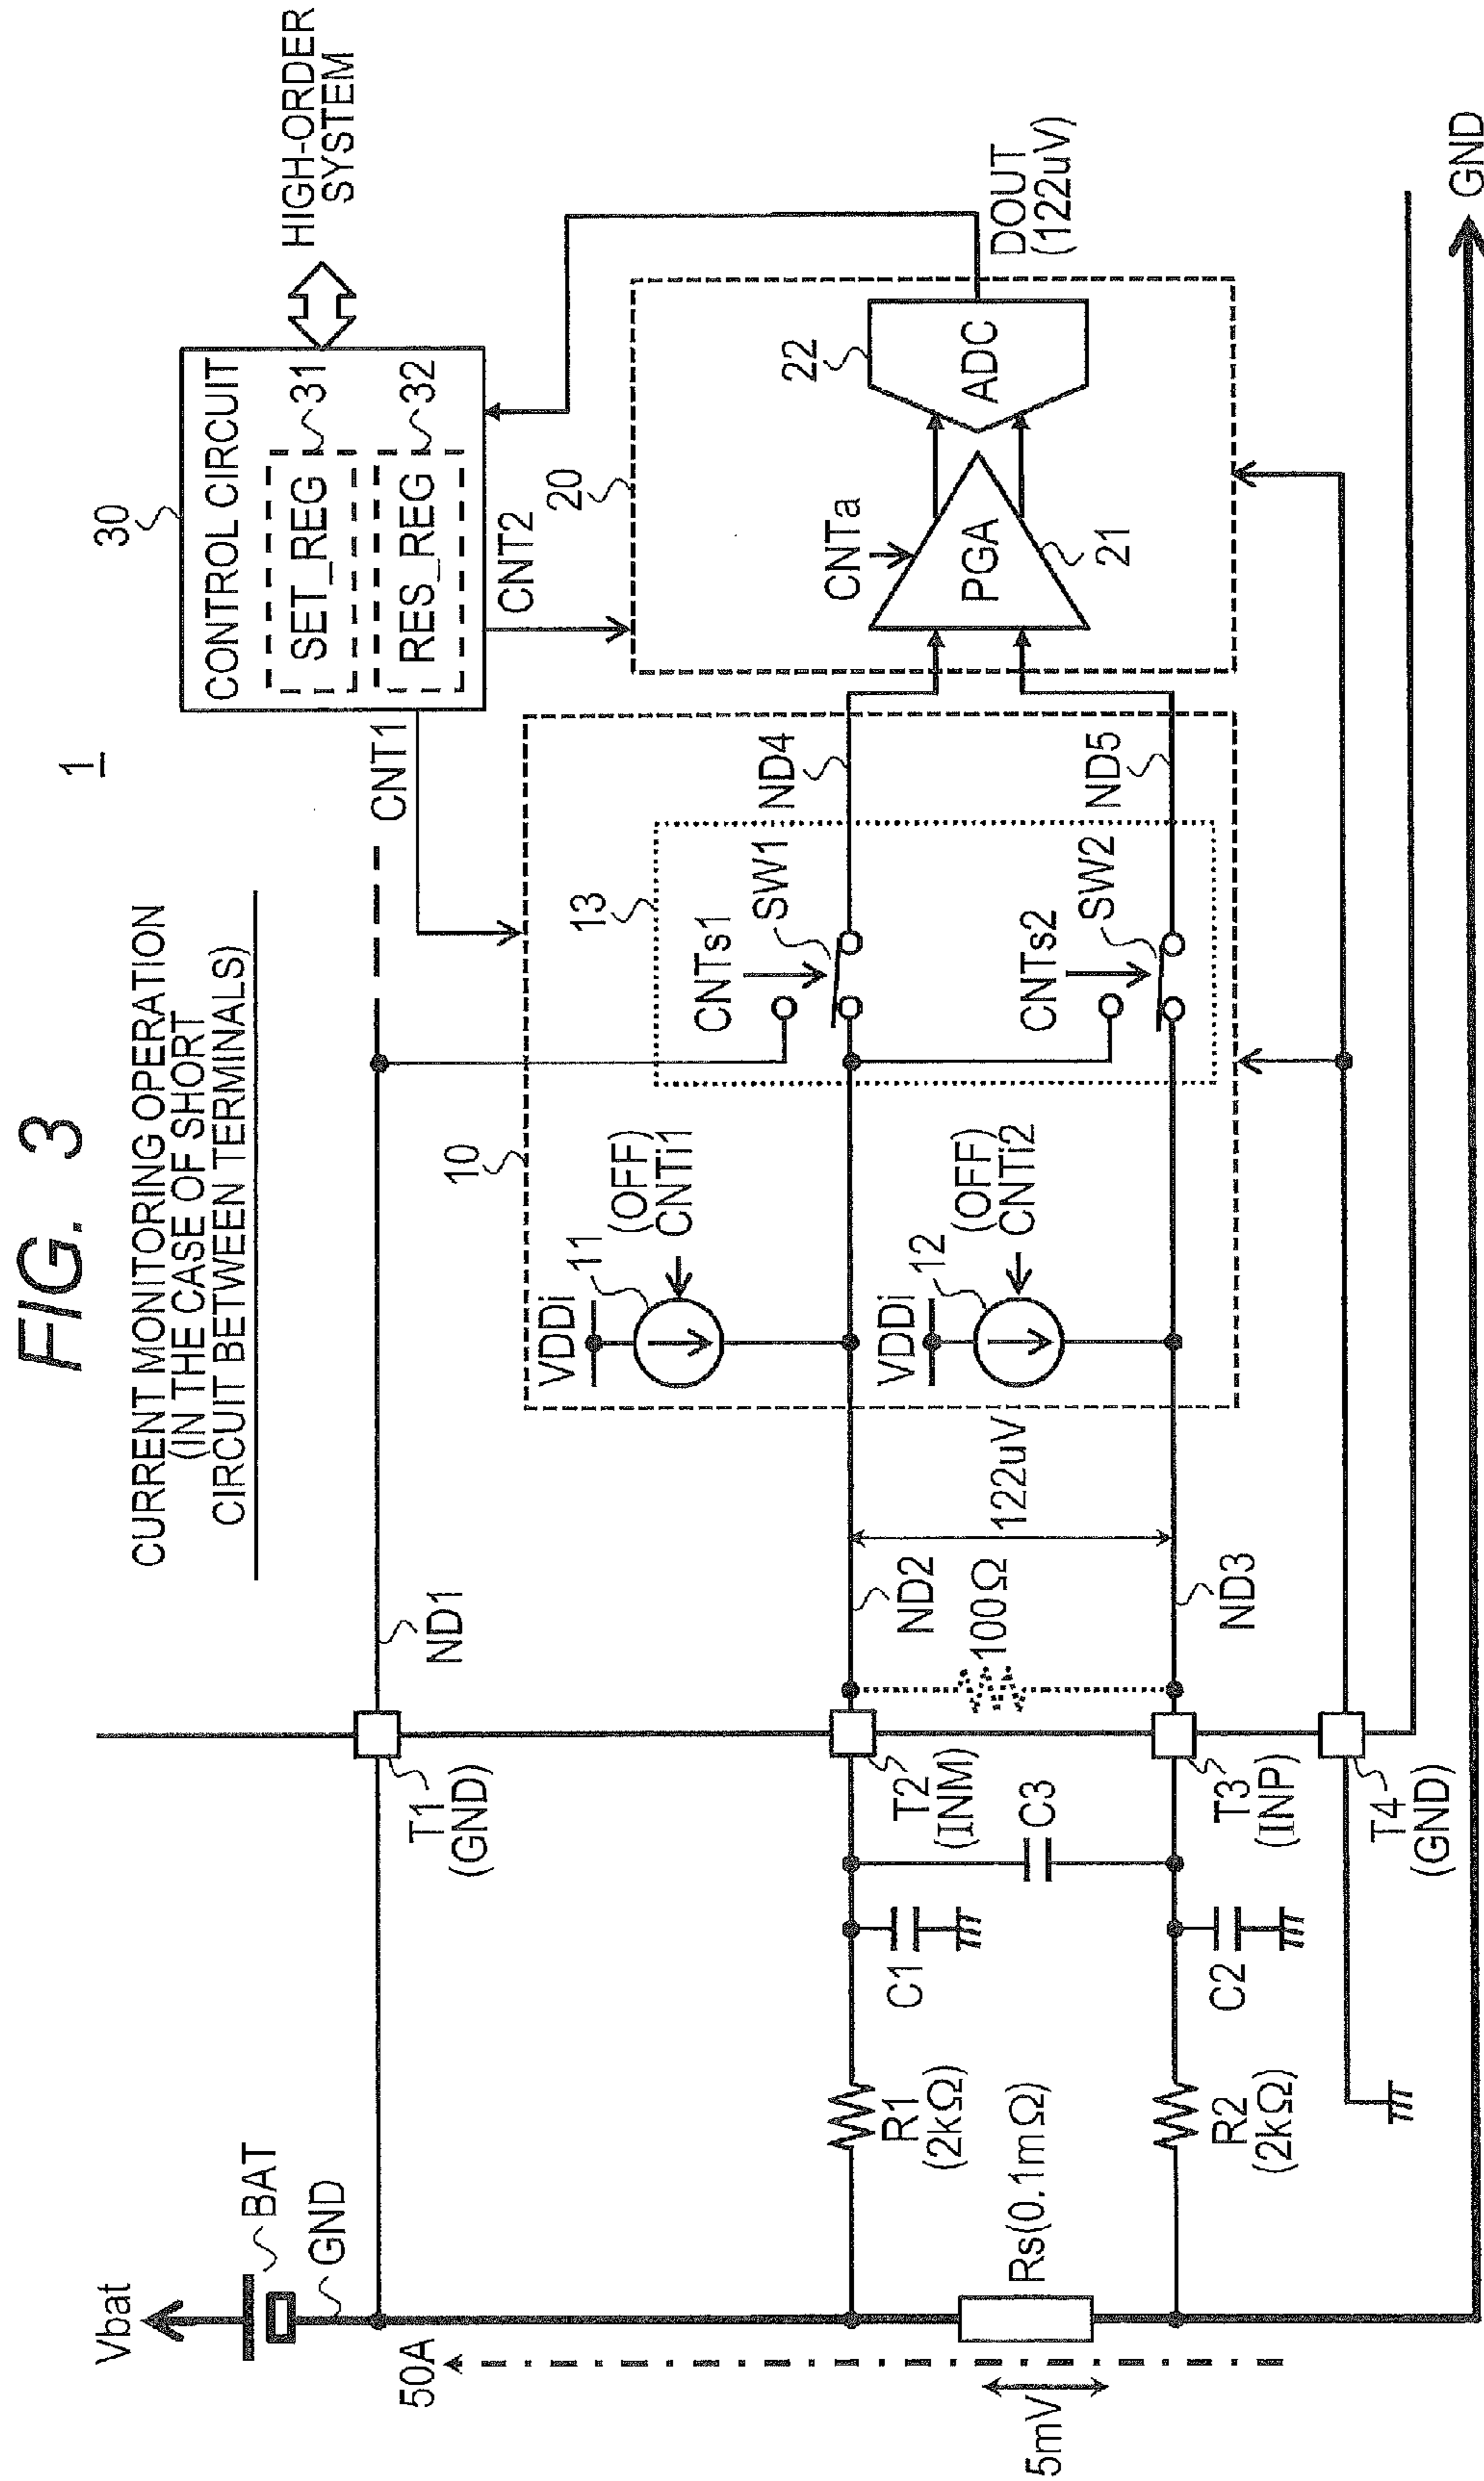 FIG. 3
1
CURRENT MONITORING OPERATION
(IN THE CASE OF SHORT
CIRCUIT BETWEEN TERMINALS)
Vbat
BAT
GND
50A
5mV
Rs(0.1mΩ)
R1
(2kΩ)
R2
(2kΩ)
C1
C2
C3
T1
(GND)
T2
(INM)
T3
(INP)
T4
(GND)
ND1
ND2
100Ω
ND3
122uV
10
VDDi
11
(OFF)
CNTi1
VDDi
12
(OFF)
CNTi2
13
CNTs1
SW1
CNTs2
SW2
ND4
ND5
CNT1
30
CONTROL CIRCUIT
SET_REG
31
RES_REG
32
CNT2
HIGH-ORDER
SYSTEM
20
CNTa
PGA
21
22
ADC
DOUT
(122uV)
GND